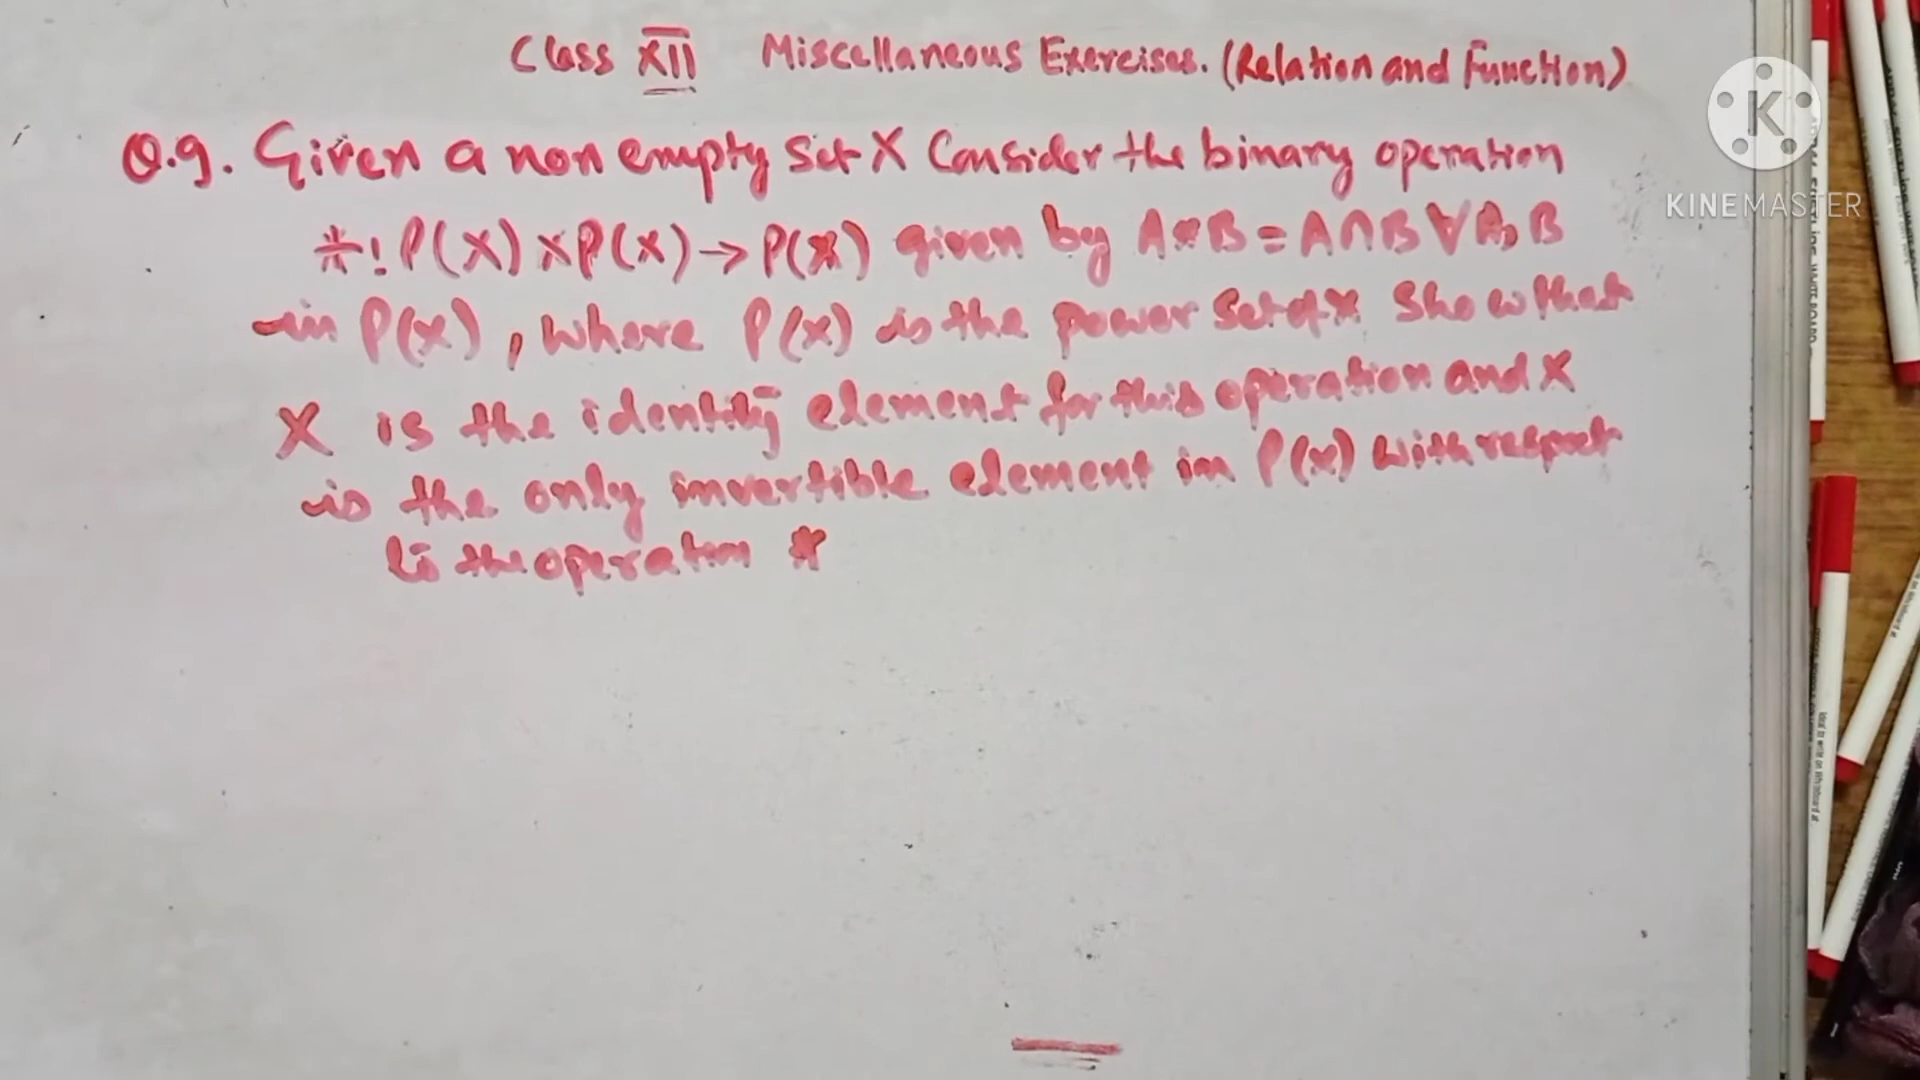 Class XII Miscellaneous Exercises. (Relation and Function)
Q.9. Given a non empty set X Consider the binary operation
*: P(X) × P(X) → P(X) given by A*B = A∩B ∀ A, B
in P(X), where P(X) is the power set of X Show that
X is the identity element for this operation and X
is the only invertible element in P(X) with respect
to the operation *
K
KINEMASTER